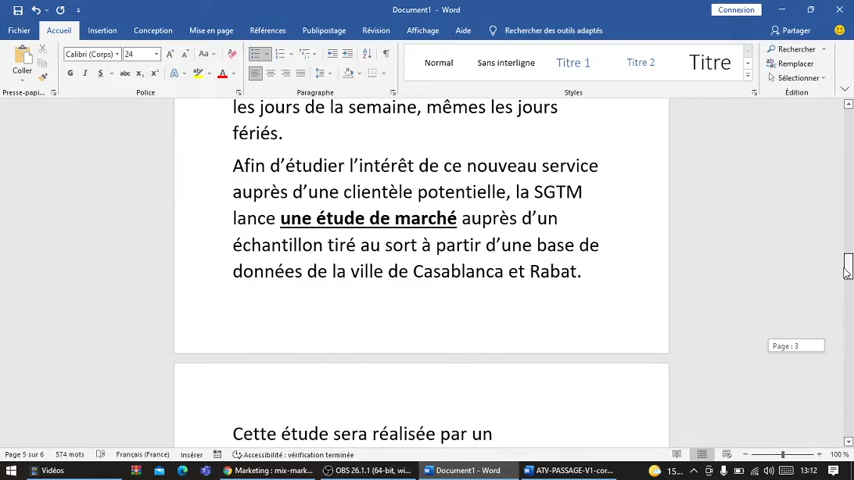 Document1 - Word
Connexion
Fichier Accueil Insertion Conception Mise en page Références Publipostage Révision Affichage Aide Rechercher des outils adaptés Partager
Coller
Calibri (Corps) 24
Aa
G I S abc x₂ x²
Normal
Sans interligne
Titre 1
Titre 2
Titre
Rechercher
Remplacer
Sélectionner
Presse-papi...
Police
Paragraphe
Styles
Édition
les jours de la semaine, mêmes les jours
fériés.
Afin d'étudier l'intérêt de ce nouveau service
auprès d'une clientèle potentielle, la SGTM
lance une étude de marché auprès d'un
échantillon tiré au sort à partir d'une base de
données de la ville de Casablanca et Rabat.
Page : 3
Cette étude sera réalisée par un
Page 5 sur 6 574 mots Français (France) Insérer Accessibilité : vérification terminée 100 %
Vidéos
Marketing : mix-mark...
OBS 26.1.1 (64-bit, wi...
Document1 - Word
ATV-PASSAGE-V1-cor...
15...
13:12